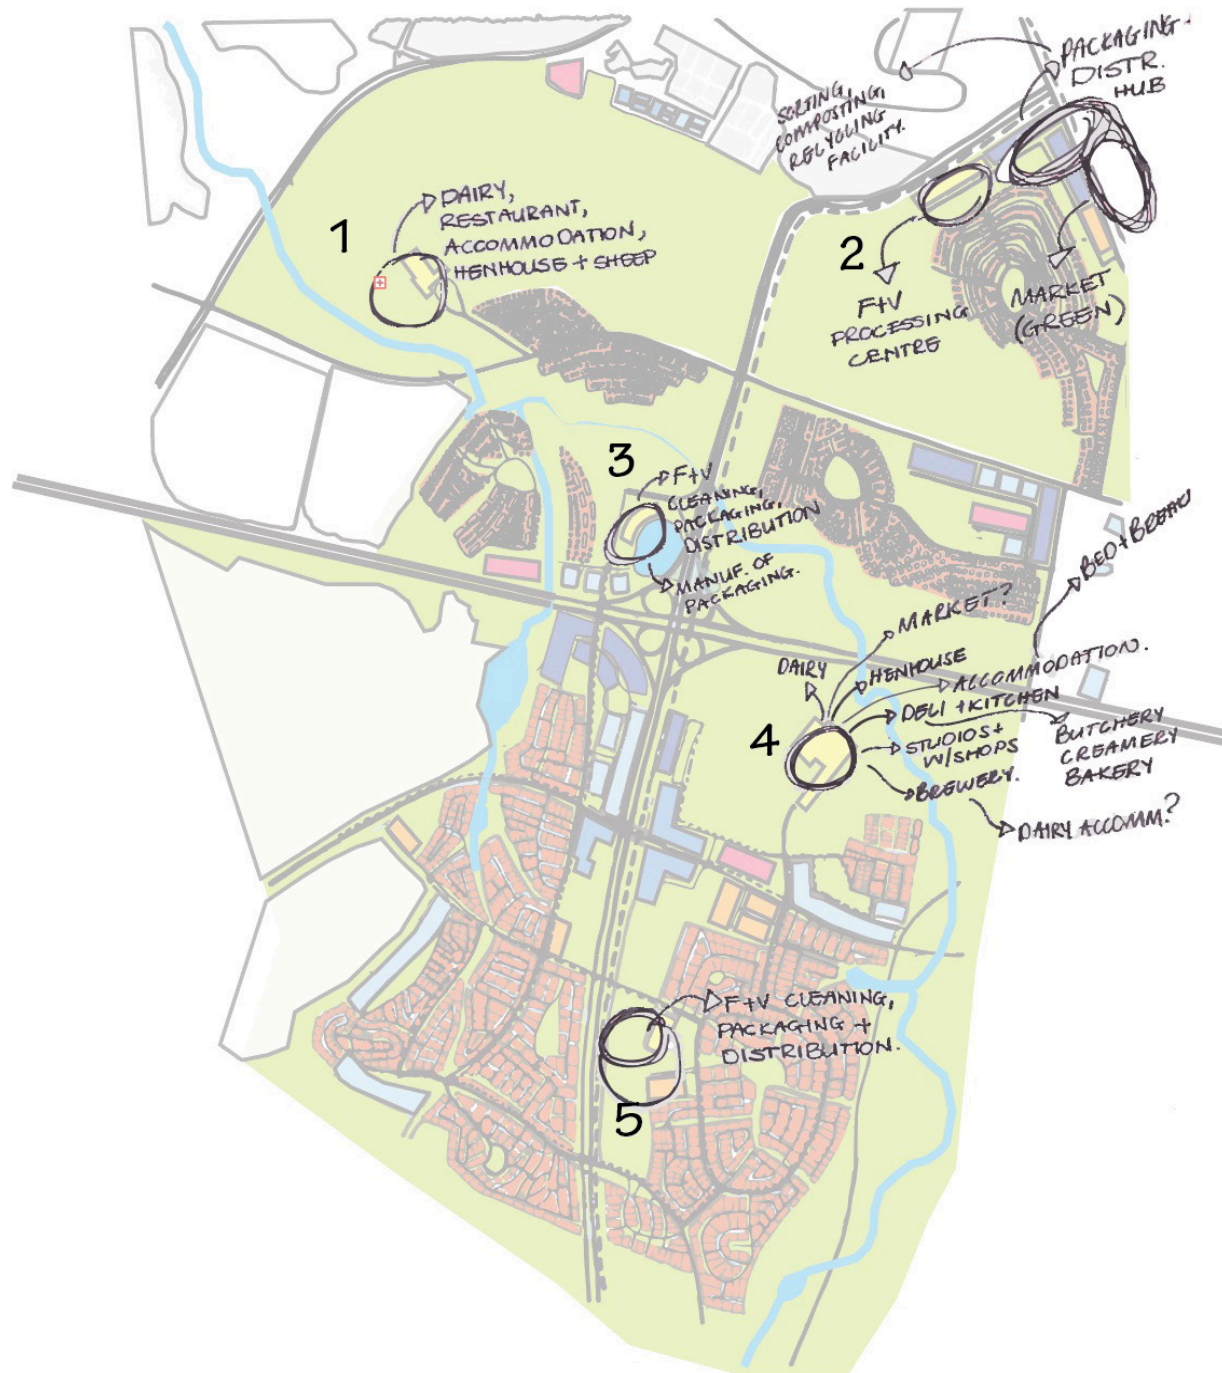 PACKAGING
DISTR.
HUB
SORTING,
COMPOSTING,
RECYCLING
FACILITY.
1
DAIRY,
RESTAURANT,
ACCOMMODATION,
HENHOUSE + SHEEP
2
F+V
PROCESSING
CENTRE
MARKET
(GREEN)
3
F+V
CLEANING,
PACKAGING,
DISTRIBUTION
MANUF. OF
PACKAGING.
4
DAIRY
MARKET?
HENHOUSE
ACCOMMODATION.
BED + BREAK
DELI + KITCHEN
BUTCHERY
CREAMERY
BAKERY
STUDIOS +
W/SHOPS
BREWERY.
DAIRY ACCOMM.?
5
F+V CLEANING,
PACKAGING +
DISTRIBUTION.